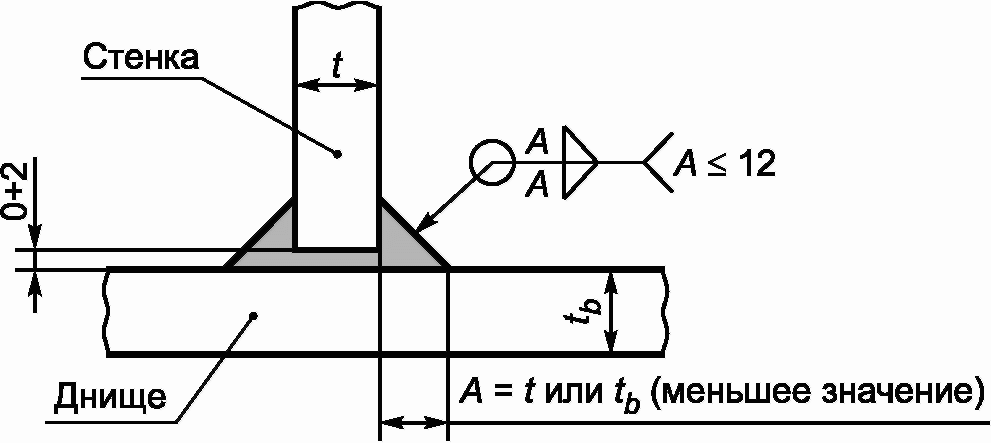 Стенка
t
0+2
A
A
A ≤ 12
t_b
Днище
A = t или t_b (меньшее значение)